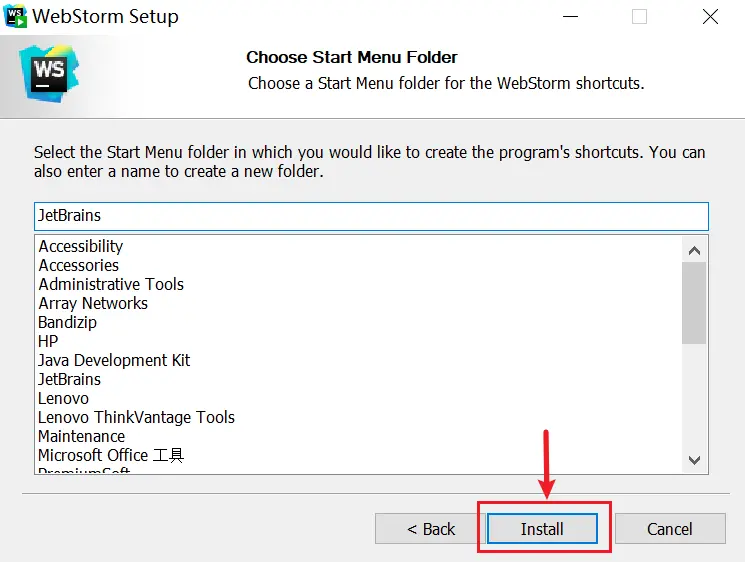 WebStorm Setup
WS
Choose Start Menu Folder
Choose a Start Menu folder for the WebStorm shortcuts.
Select the Start Menu folder in which you would like to create the program's shortcuts. You can
also enter a name to create a new folder.
JetBrains
Accessibility
Accessories
Administrative Tools
Array Networks
Bandizip
HP
Java Development Kit
JetBrains
Lenovo
Lenovo ThinkVantage Tools
Maintenance
Microsoft Office 工具
PremiumSoft
< Back
Install
Cancel